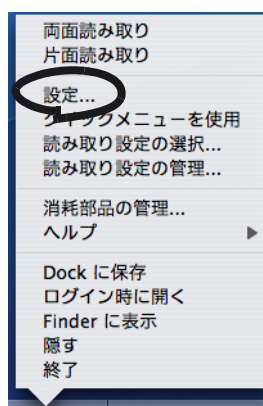 両面読み取り
片面読み取り
設定...
クイックメニューを使用
読み取り設定の選択...
読み取り設定の管理...
消耗部品の管理...
ヘルプ
Dock に保存
ログイン時に開く
Finder に表示
隠す
終了